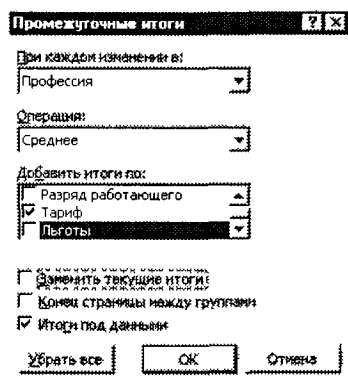 Промежуточные итоги
При каждом изменении в:
Профессия
Операция:
Среднее
Добавить итоги по:
Разряд работающего
Тариф
Льготы
Заменить текущие итоги
Конец страницы между группами
Итоги под данными
Убрать все
OK
Отмена